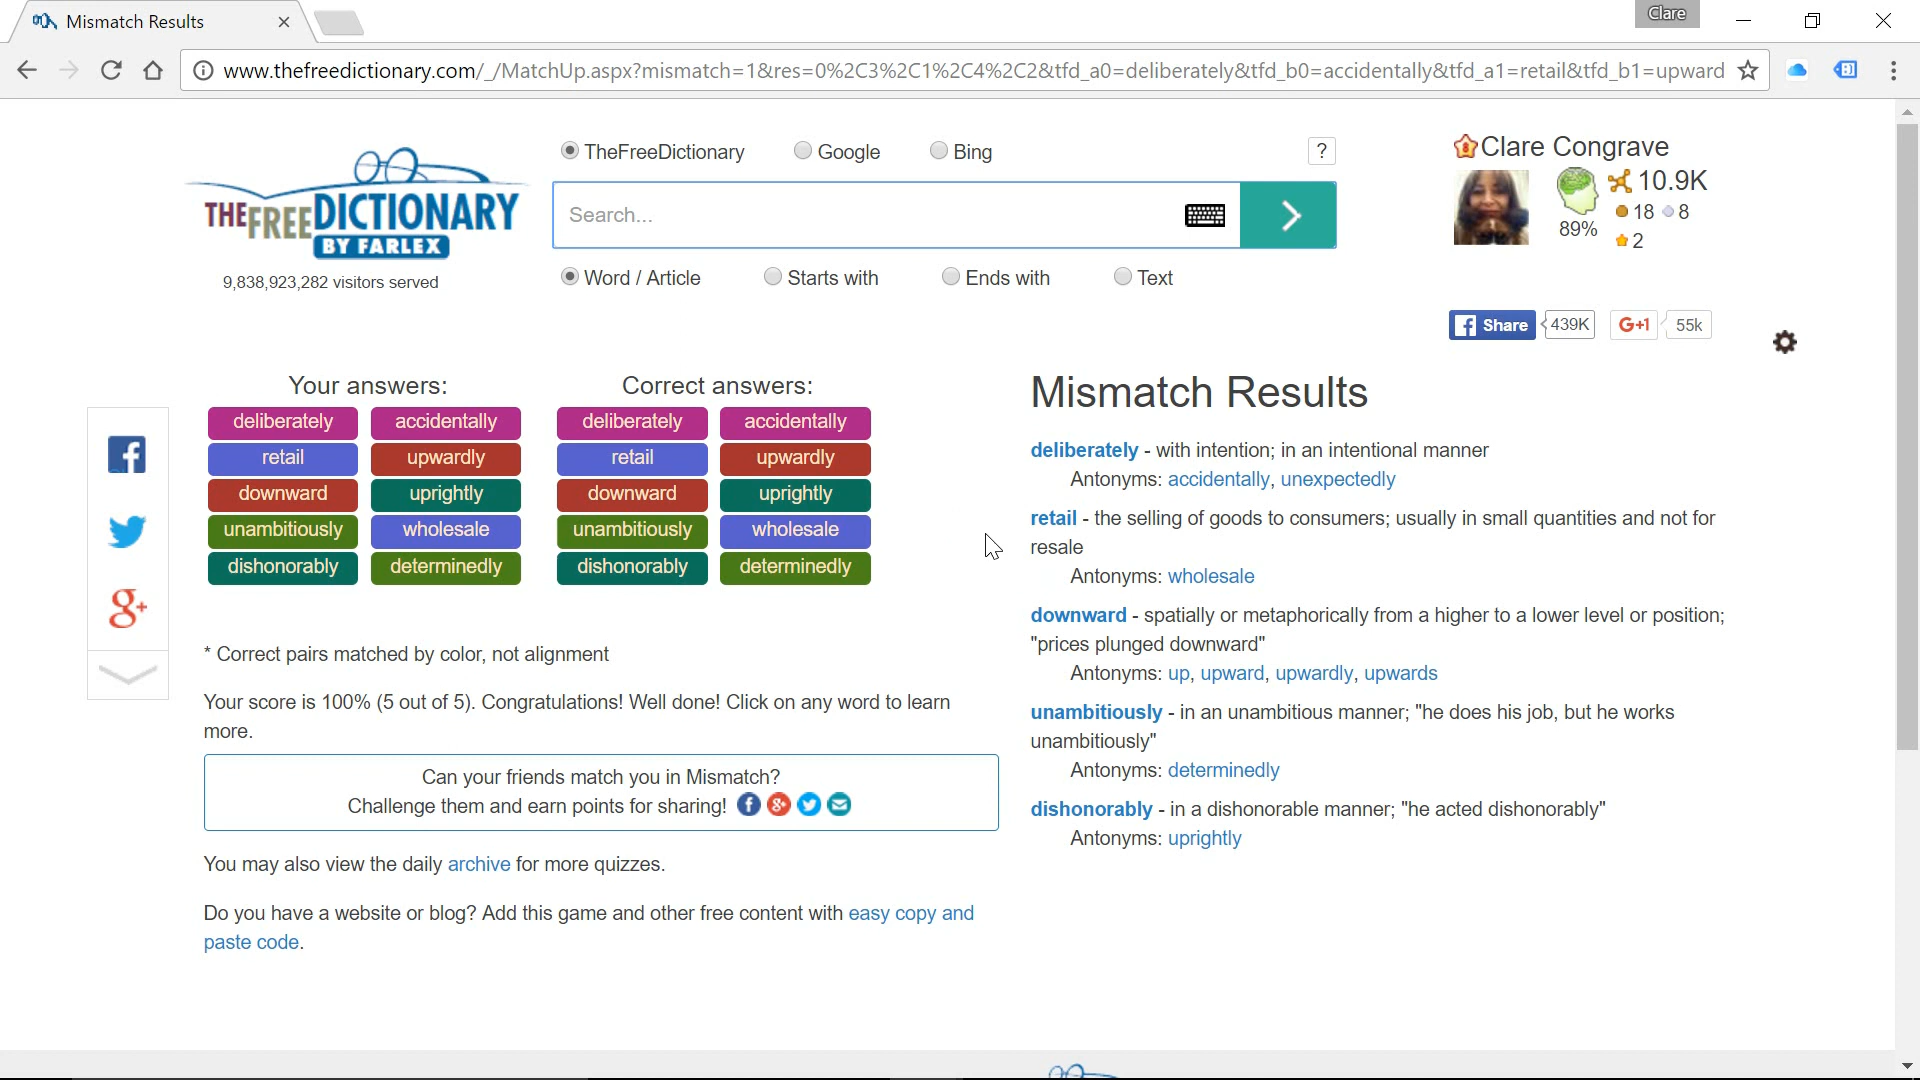 Mismatch Results
Clare
www.thefreedictionary.com/_/MatchUp.aspx?mismatch=1&res=0%2C3%2C1%2C4%2C2&tfd_a0=deliberately&tfd_b0=accidentally&tfd_a1=retail&tfd_b1=upward
TheFreeDictionary Google Bing ?
THE FREE DICTIONARY
BY FARLEX
9,838,923,282 visitors served
Search...
Word / Article Starts with Ends with Text
Clare Congrave
10.9K
18 8
89%
2
Share 439K G+1 55k
Your answers: Correct answers:
deliberately accidentally deliberately accidentally
retail upwardly retail upwardly
downward uprightly downward uprightly
unambitiously wholesale unambitiously wholesale
dishonorably determinedly dishonorably determinedly
* Correct pairs matched by color, not alignment
Your score is 100% (5 out of 5). Congratulations! Well done! Click on any word to learn
more.
Can your friends match you in Mismatch?
Challenge them and earn points for sharing!
You may also view the daily archive for more quizzes.
Do you have a website or blog? Add this game and other free content with easy copy and
paste code.
Mismatch Results
deliberately - with intention; in an intentional manner
Antonyms: accidentally, unexpectedly
retail - the selling of goods to consumers; usually in small quantities and not for
resale
Antonyms: wholesale
downward - spatially or metaphorically from a higher to a lower level or position;
"prices plunged downward"
Antonyms: up, upward, upwardly, upwards
unambitiously - in an unambitious manner; "he does his job, but he works
unambitiously"
Antonyms: determinedly
dishonorably - in a dishonorable manner; "he acted dishonorably"
Antonyms: uprightly